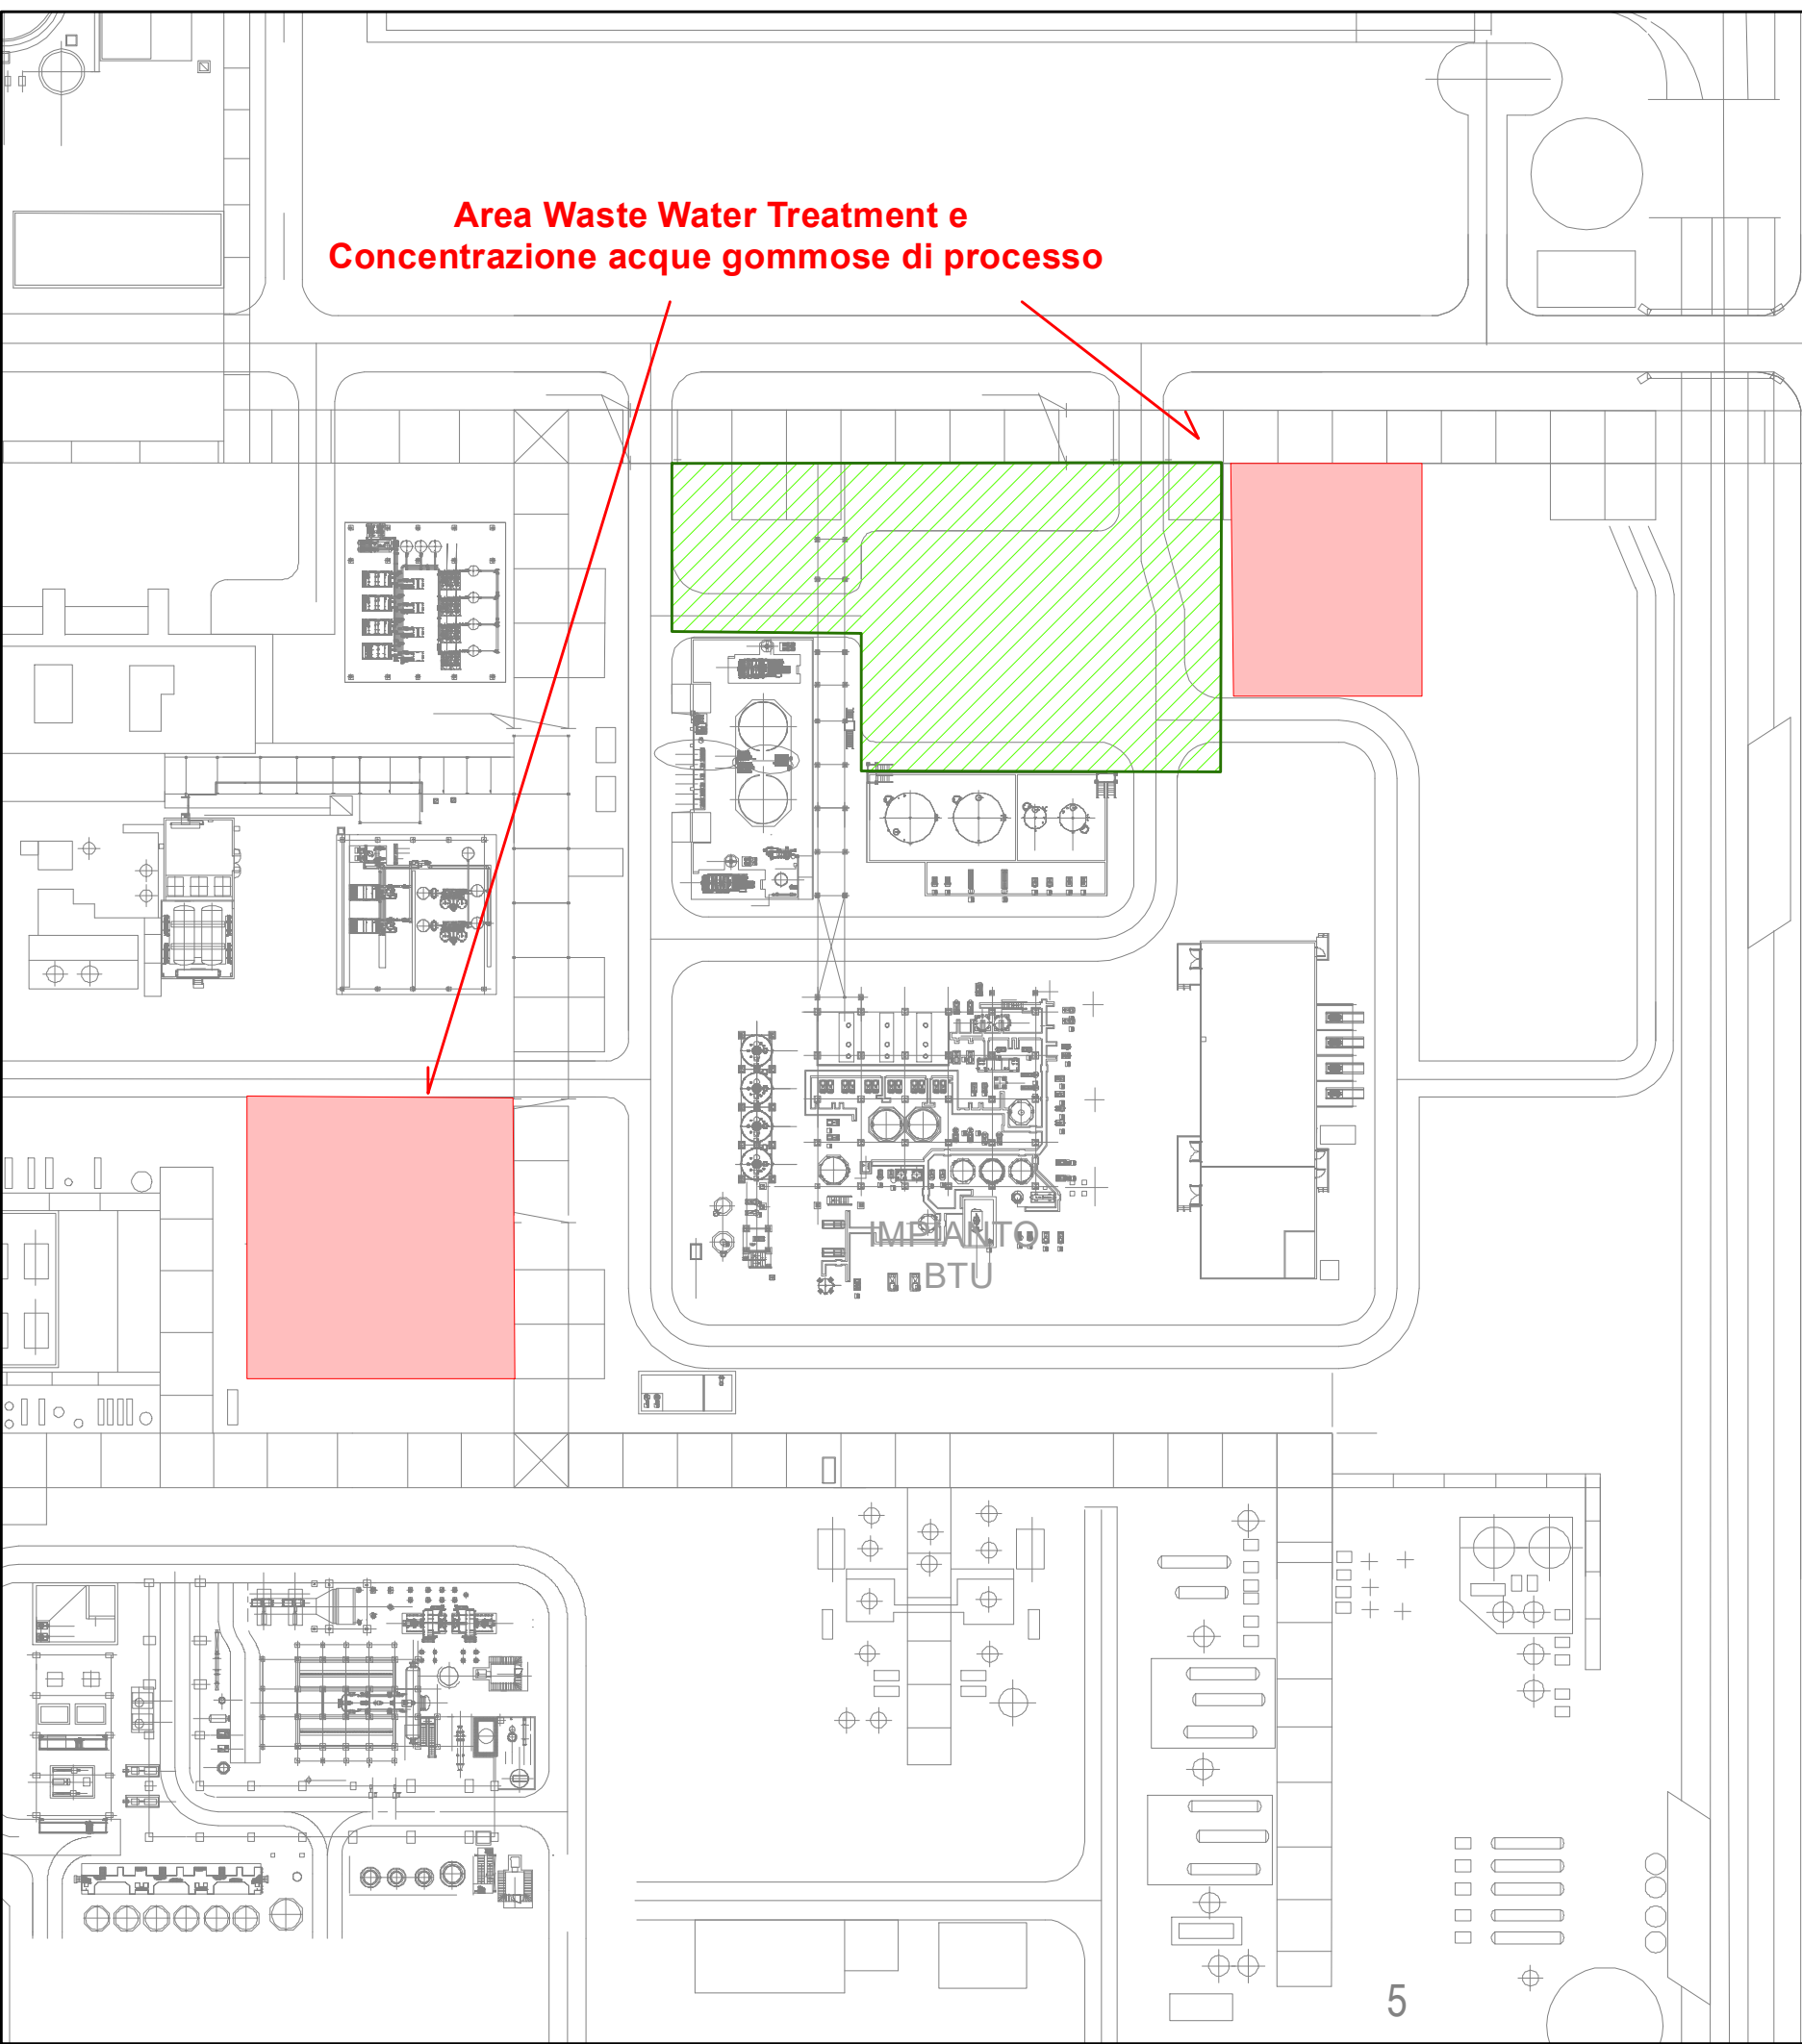 Area Waste Water Treatment e
Concentrazione acque gommose di processo
IMPIANTO
BTU
5